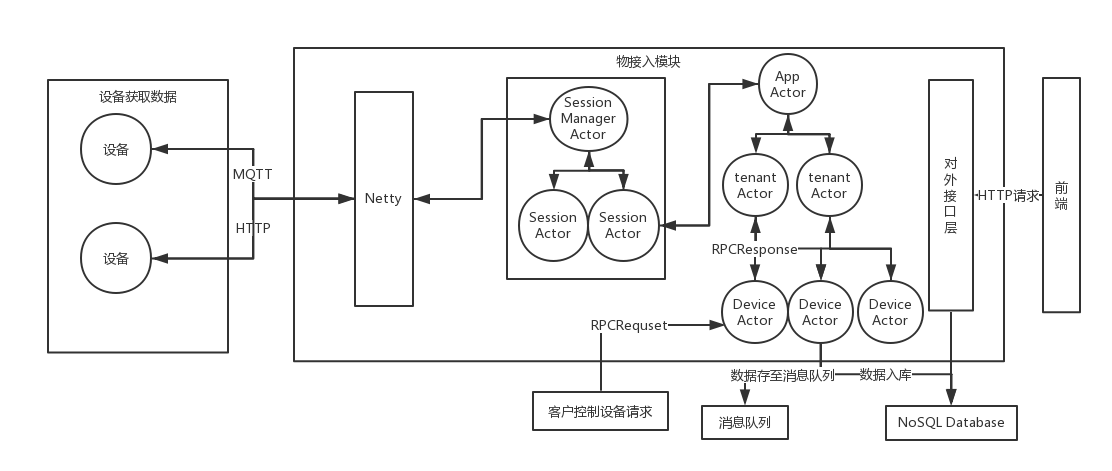 物接入模块
设备获取数据
设备
设备
MQTT
HTTP
Netty
Session
Manager
Actor
Session
Actor
Session
Actor
App
Actor
tenant
Actor
tenant
Actor
RPCResponse
Device
Actor
Device
Actor
Device
Actor
对
外
接
口
层
HTTP请求
前
端
RPCRequset
客户控制设备请求
数据存至消息队列
数据入库
消息队列
NoSQL Database